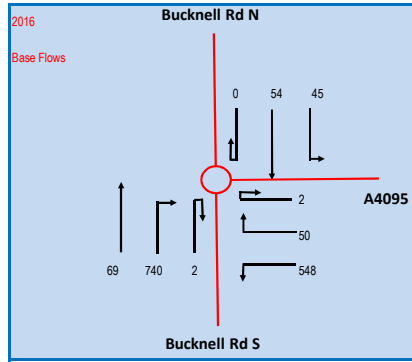 Bucknell Rd N
2016
Base Flows
0 54 45
2
A4095
50
548
69 740 2
Bucknell Rd S